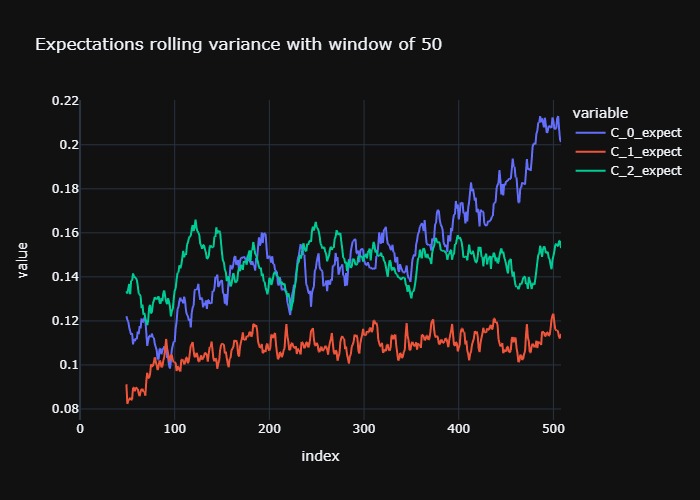 Expectations rolling variance with window of 50
variable
C_0_expect
C_1_expect
C_2_expect
value
0.22
0.2
0.18
0.16
0.14
0.12
0.1
0.08
0
100
200
300
400
500
index